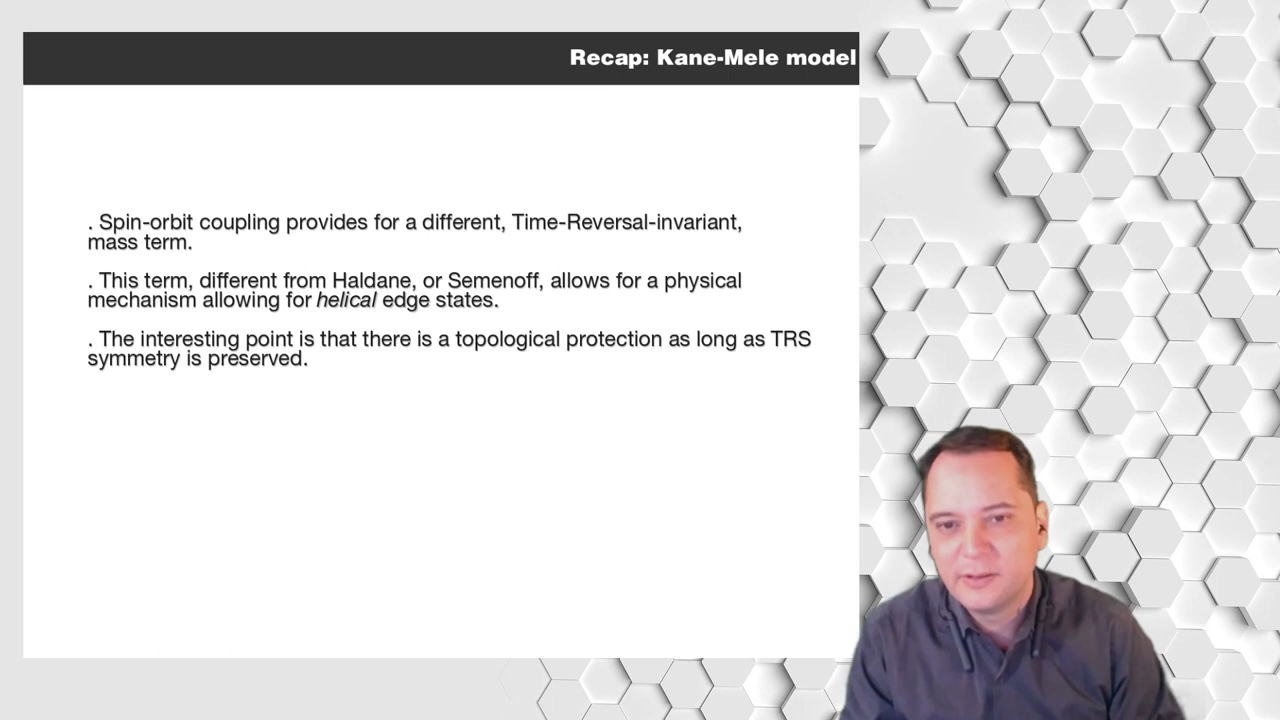 Recap: Kane-Mele model
. Spin-orbit coupling provides for a different, Time-Reversal-invariant,
mass term.
. This term, different from Haldane, or Semenoff, allows for a physical
mechanism allowing for helical edge states.
. The interesting point is that there is a topological protection as long as TRS
symmetry is preserved.